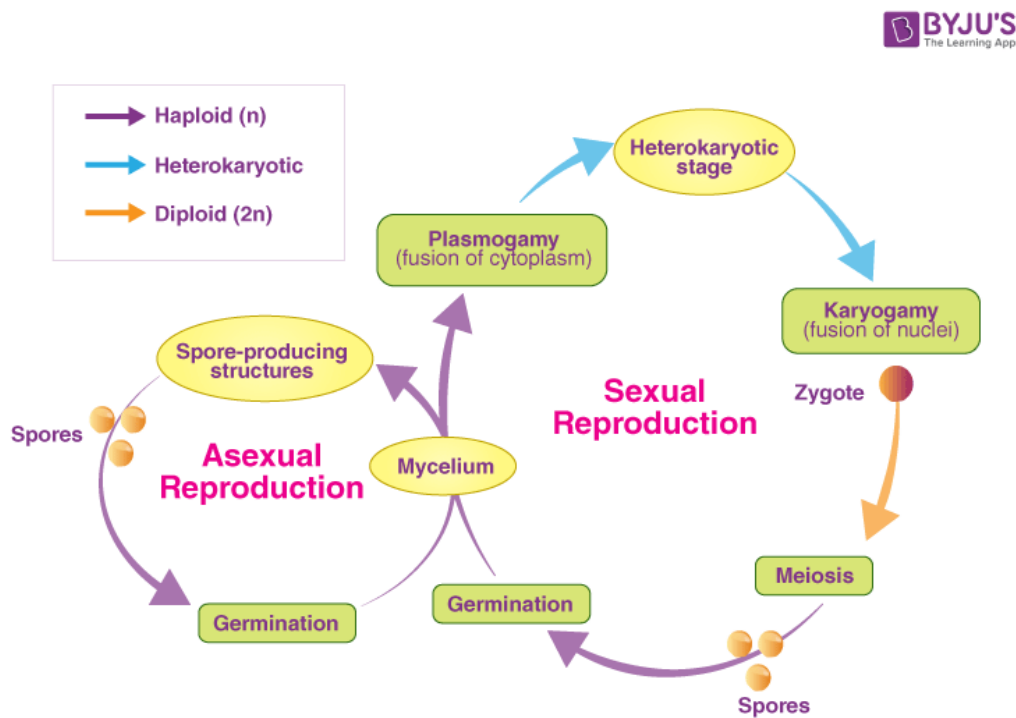 BYJU'S
The Learning App
Haploid (n)
Heterokaryotic
Diploid (2n)
Heterokaryotic
stage
Plasmogamy
(fusion of cytoplasm)
Karyogamy
(fusion of nuclei)
Spore-producing
structures
Zygote
Sexual
Reproduction
Spores
Asexual
Reproduction
Mycelium
Meiosis
Germination
Germination
Spores